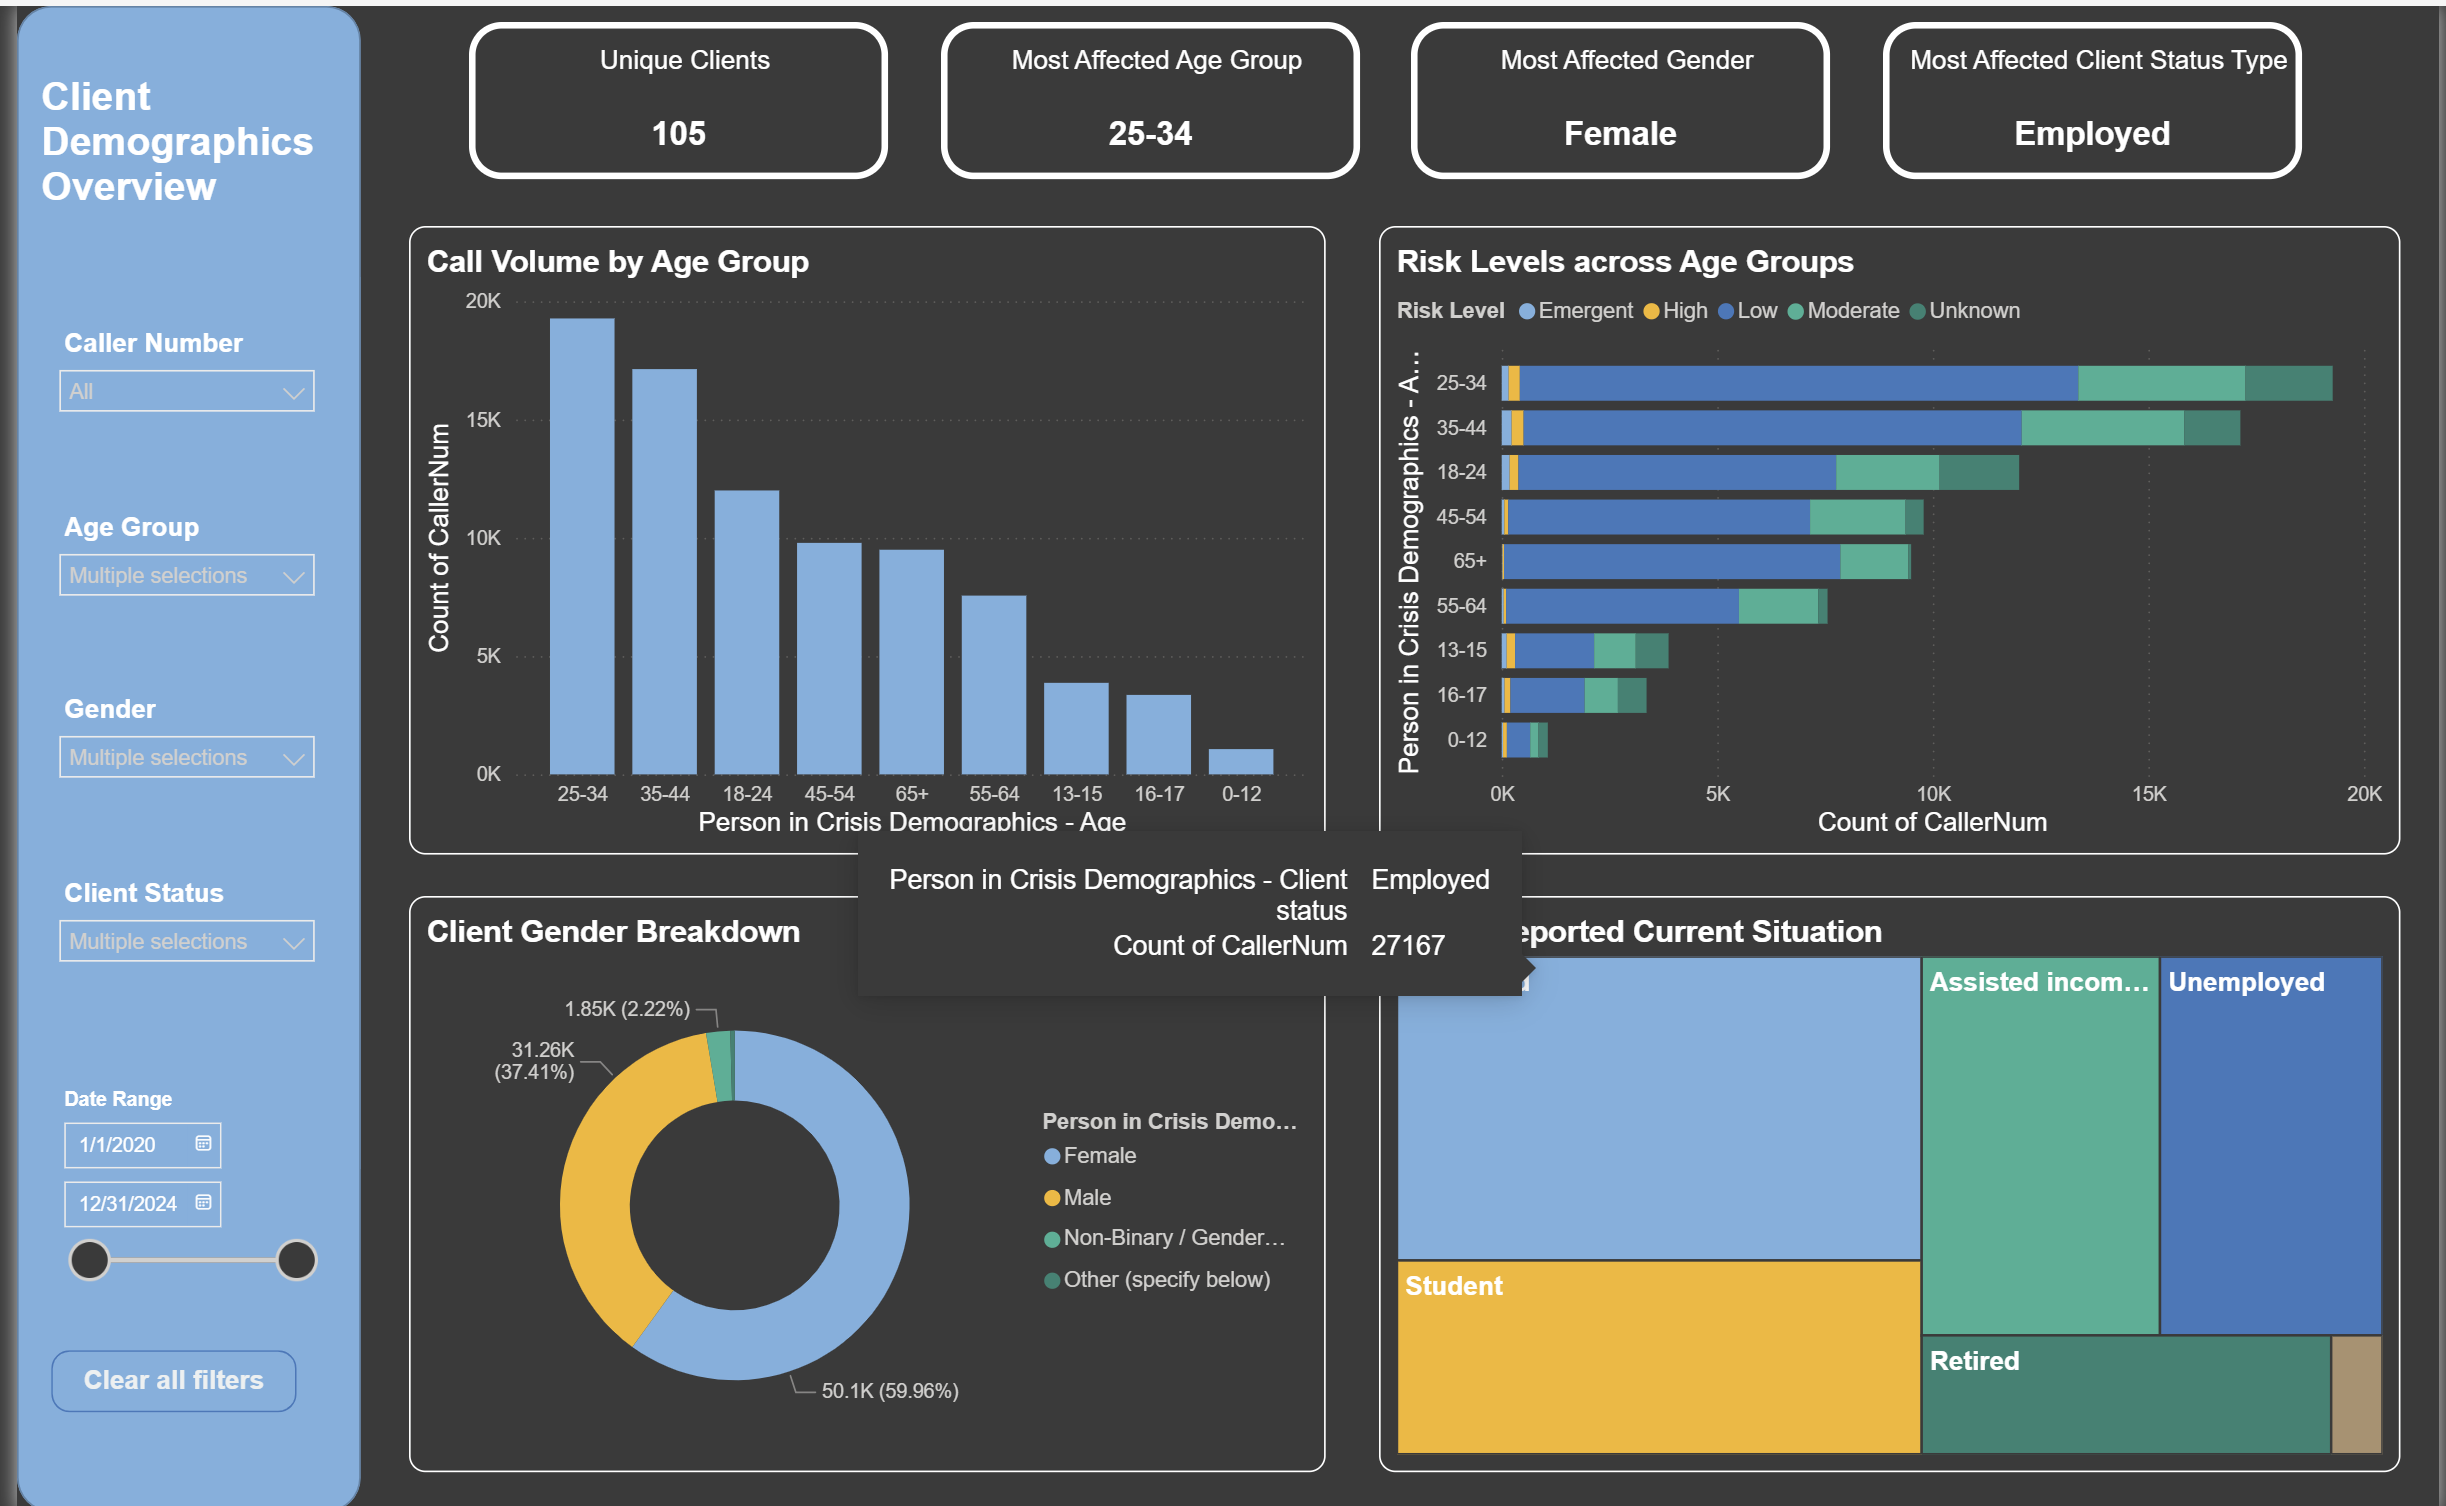 Client
Demographics
Overview
Caller Number
All
Age Group
Multiple selections
Gender
Multiple selections
Client Status
Multiple selections
Date Range
1/1/2020
12/31/2024
Clear all filters
Unique Clients
105
Most Affected Age Group
25-34
Most Affected Gender
Female
Most Affected Client Status Type
Employed
Call Volume by Age Group
Count of CallerNum
20K
15K
10K
5K
0K
25-34 35-44 18-24 45-54 65+ 55-64 13-15 16-17 0-12
Person in Crisis Demographics - Age
Risk Levels across Age Groups
Risk Level Emergent High Low Moderate Unknown
Person in Crisis Demographics - A...
25-34
35-44
18-24
45-54
65+
55-64
13-15
16-17
0-12
0K 5K 10K 15K 20K
Count of CallerNum
Person in Crisis Demographics - Client status Employed
Count of CallerNum 27167
Client Gender Breakdown
1.85K (2.22%)
31.26K
(37.41%)
50.1K (59.96%)
Person in Crisis Demo...
Female
Male
Non-Binary / Gender...
Other (specify below)
eported Current Situation
Assisted incom...
Unemployed
Student
Retired